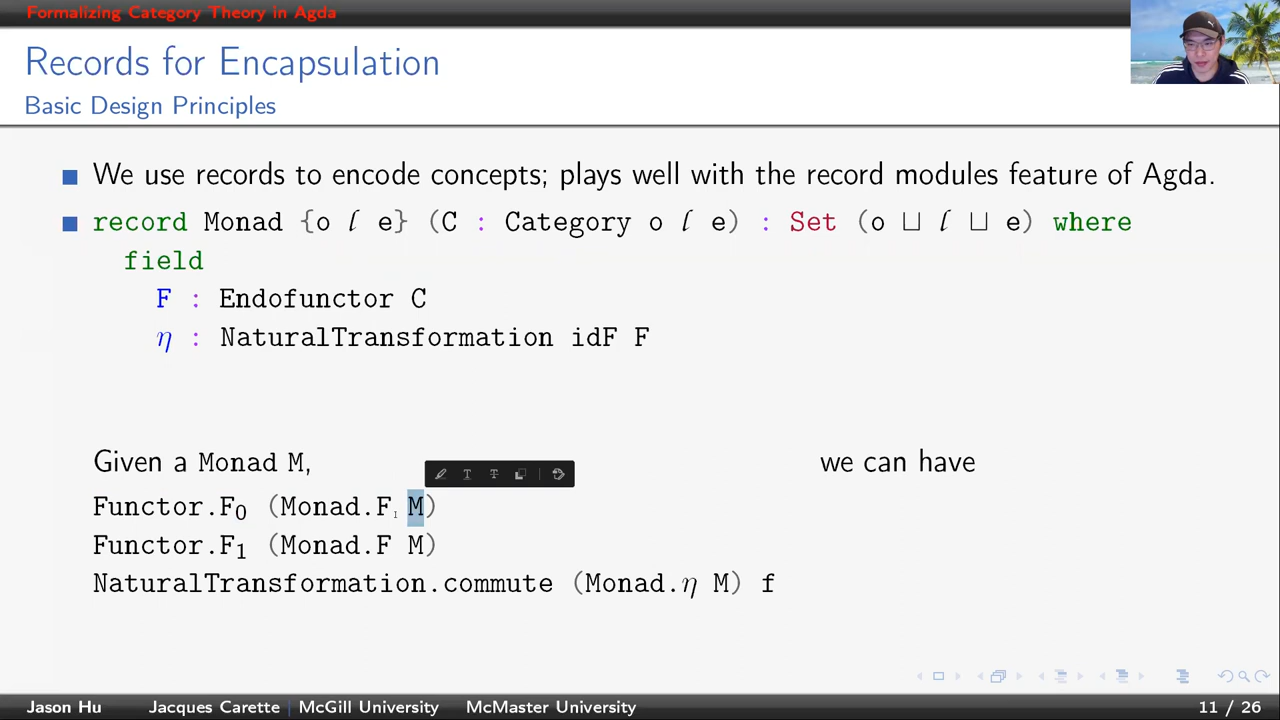 Formalizing Category Theory in Agda
Records for Encapsulation
Basic Design Principles
We use records to encode concepts; plays well with the record modules feature of Agda.
record Monad {o ℓ e} (C : Category o ℓ e) : Set (o ⊔ ℓ ⊔ e) where
field
F : Endofunctor C
η : NaturalTransformation idF F
Given a Monad M, we can have
Functor.F₀ (Monad.F M)
Functor.F₁ (Monad.F M)
NaturalTransformation.commute (Monad.η M) f
Jason Hu Jacques Carette McGill University McMaster University 11 / 26